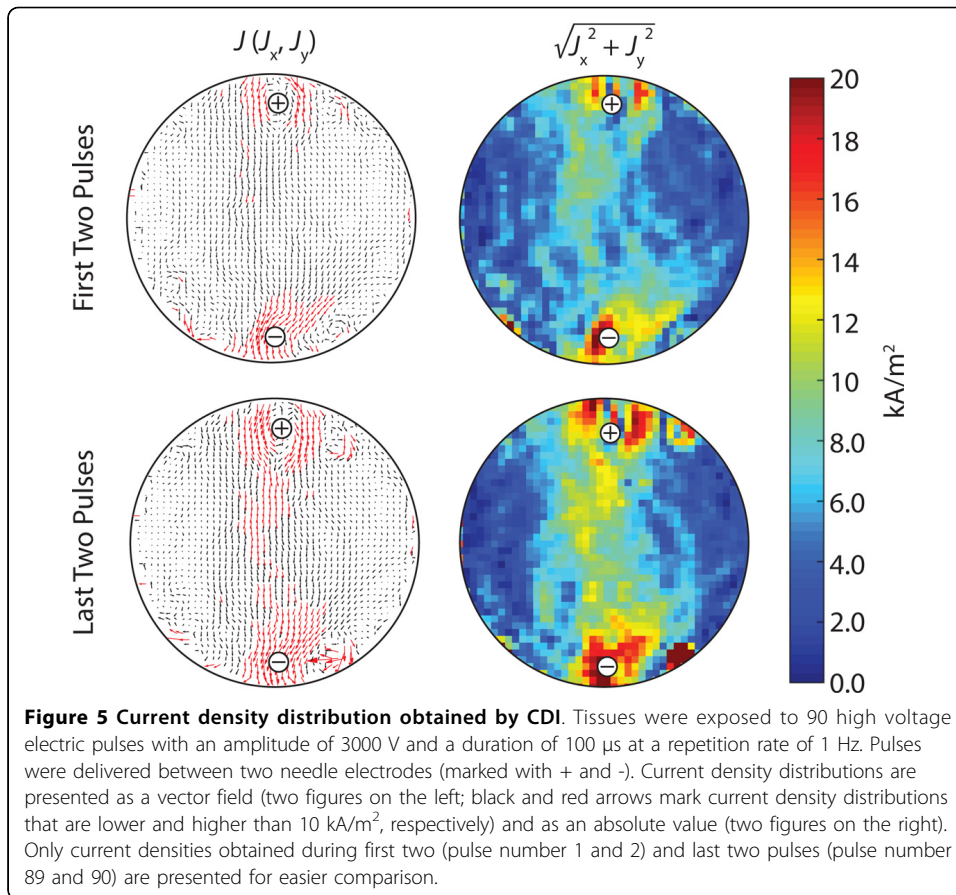 J (Jx, Jy)
√Jx² + Jy²
First Two Pulses
+
+
-
-
Last Two Pulses
+
+
-
-
20
18
16
14
12
10
8.0
6.0
4.0
2.0
0.0
kA/m²
Figure 5 Current density distribution obtained by CDI. Tissues were exposed to 90 high voltage
electric pulses with an amplitude of 3000 V and a duration of 100 μs at a repetition rate of 1 Hz. Pulses
were delivered between two needle electrodes (marked with + and -). Current density distributions are
presented as a vector field (two figures on the left; black and red arrows mark current density distributions
that are lower and higher than 10 kA/m², respectively) and as an absolute value (two figures on the right).
Only current densities obtained during first two (pulse number 1 and 2) and last two pulses (pulse number
89 and 90) are presented for easier comparison.